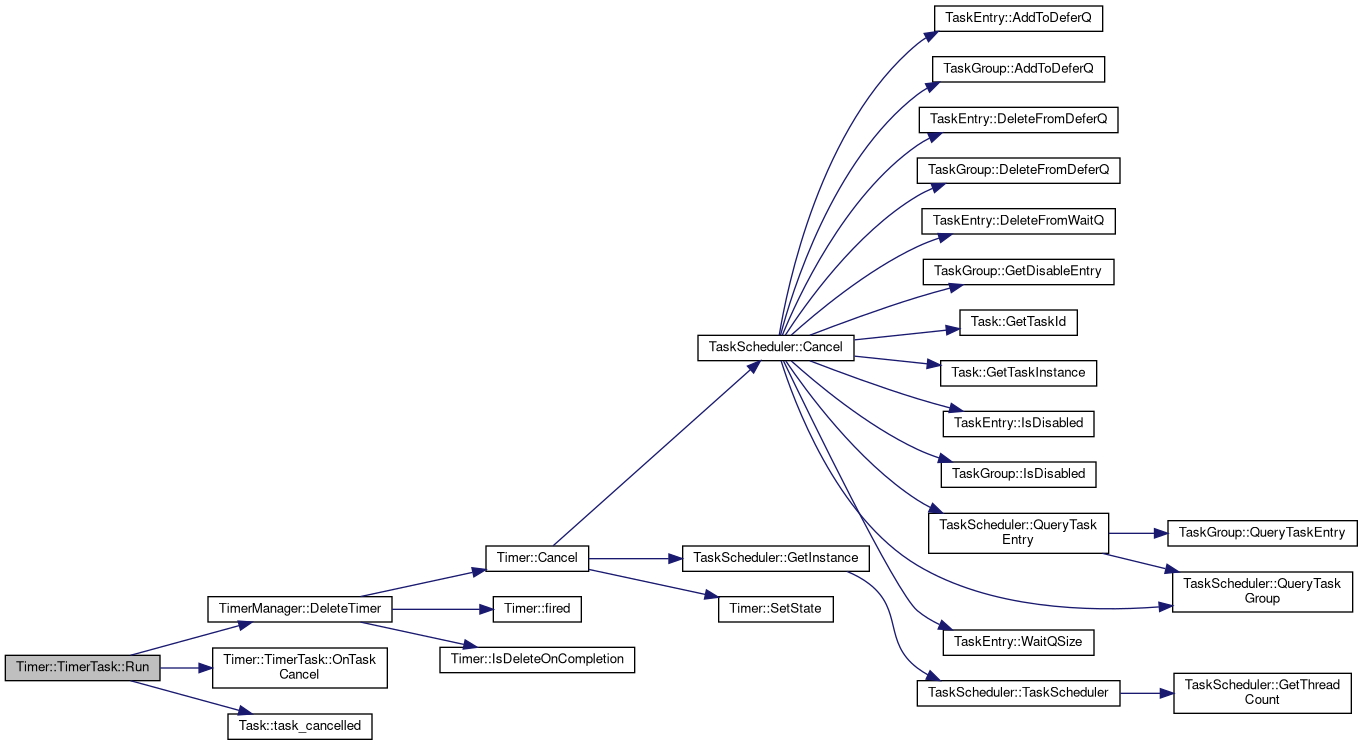 TaskEntry::AddToDeferQ
TaskGroup::AddToDeferQ
TaskEntry::DeleteFromDeferQ
TaskGroup::DeleteFromDeferQ
TaskEntry::DeleteFromWaitQ
TaskGroup::GetDisableEntry
Task::GetTaskId
TaskScheduler::Cancel
Task::GetTaskInstance
TaskEntry::IsDisabled
TaskGroup::IsDisabled
TaskScheduler::QueryTask
Entry
TaskGroup::QueryTaskEntry
Timer::Cancel
TaskScheduler::GetInstance
TaskScheduler::QueryTask
Group
TimerManager::DeleteTimer
Timer::fired
Timer::SetState
TaskEntry::WaitQSize
Timer::TimerTask::Run
Timer::TimerTask::OnTask
Cancel
Timer::IsDeleteOnCompletion
TaskScheduler::TaskScheduler
TaskScheduler::GetThread
Count
Task::task_cancelled